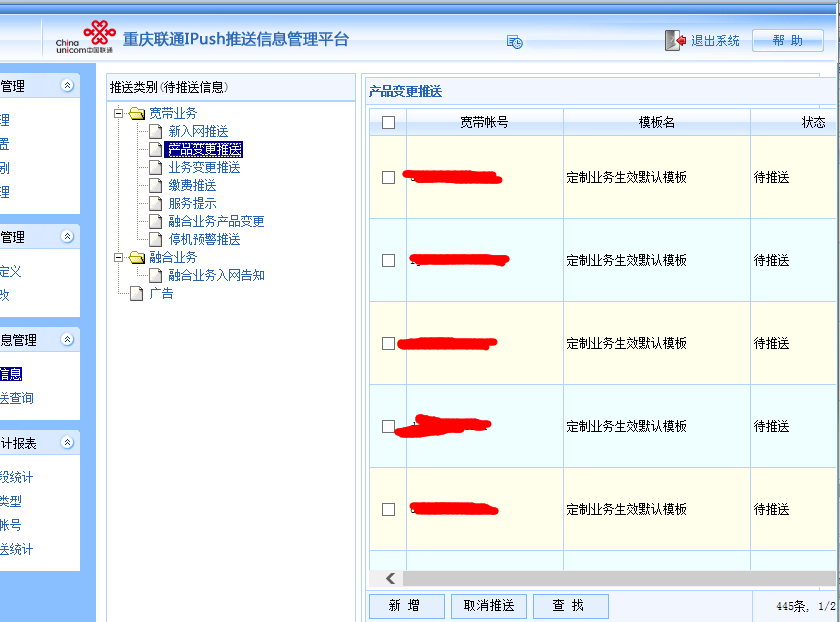 China
unicom中国联通
重庆联通IPush推送信息管理平台
退出系统
帮 助
管理
理
置
别
理
管理
定义
改
息管理
信息
送查询
计报表
段统计
类型
帐号
送统计
推送类别(待推送信息)
宽带业务
新入网推送
产品变更推送
业务变更推送
缴费推送
服务提示
融合业务产品变更
停机预警推送
融合业务
融合业务入网告知
广告
产品变更推送
宽带帐号 模板名 状态
定制业务生效默认模板 待推送
定制业务生效默认模板 待推送
定制业务生效默认模板 待推送
定制业务生效默认模板 待推送
定制业务生效默认模板 待推送
新 增 取消推送 查 找 445条, 1/2